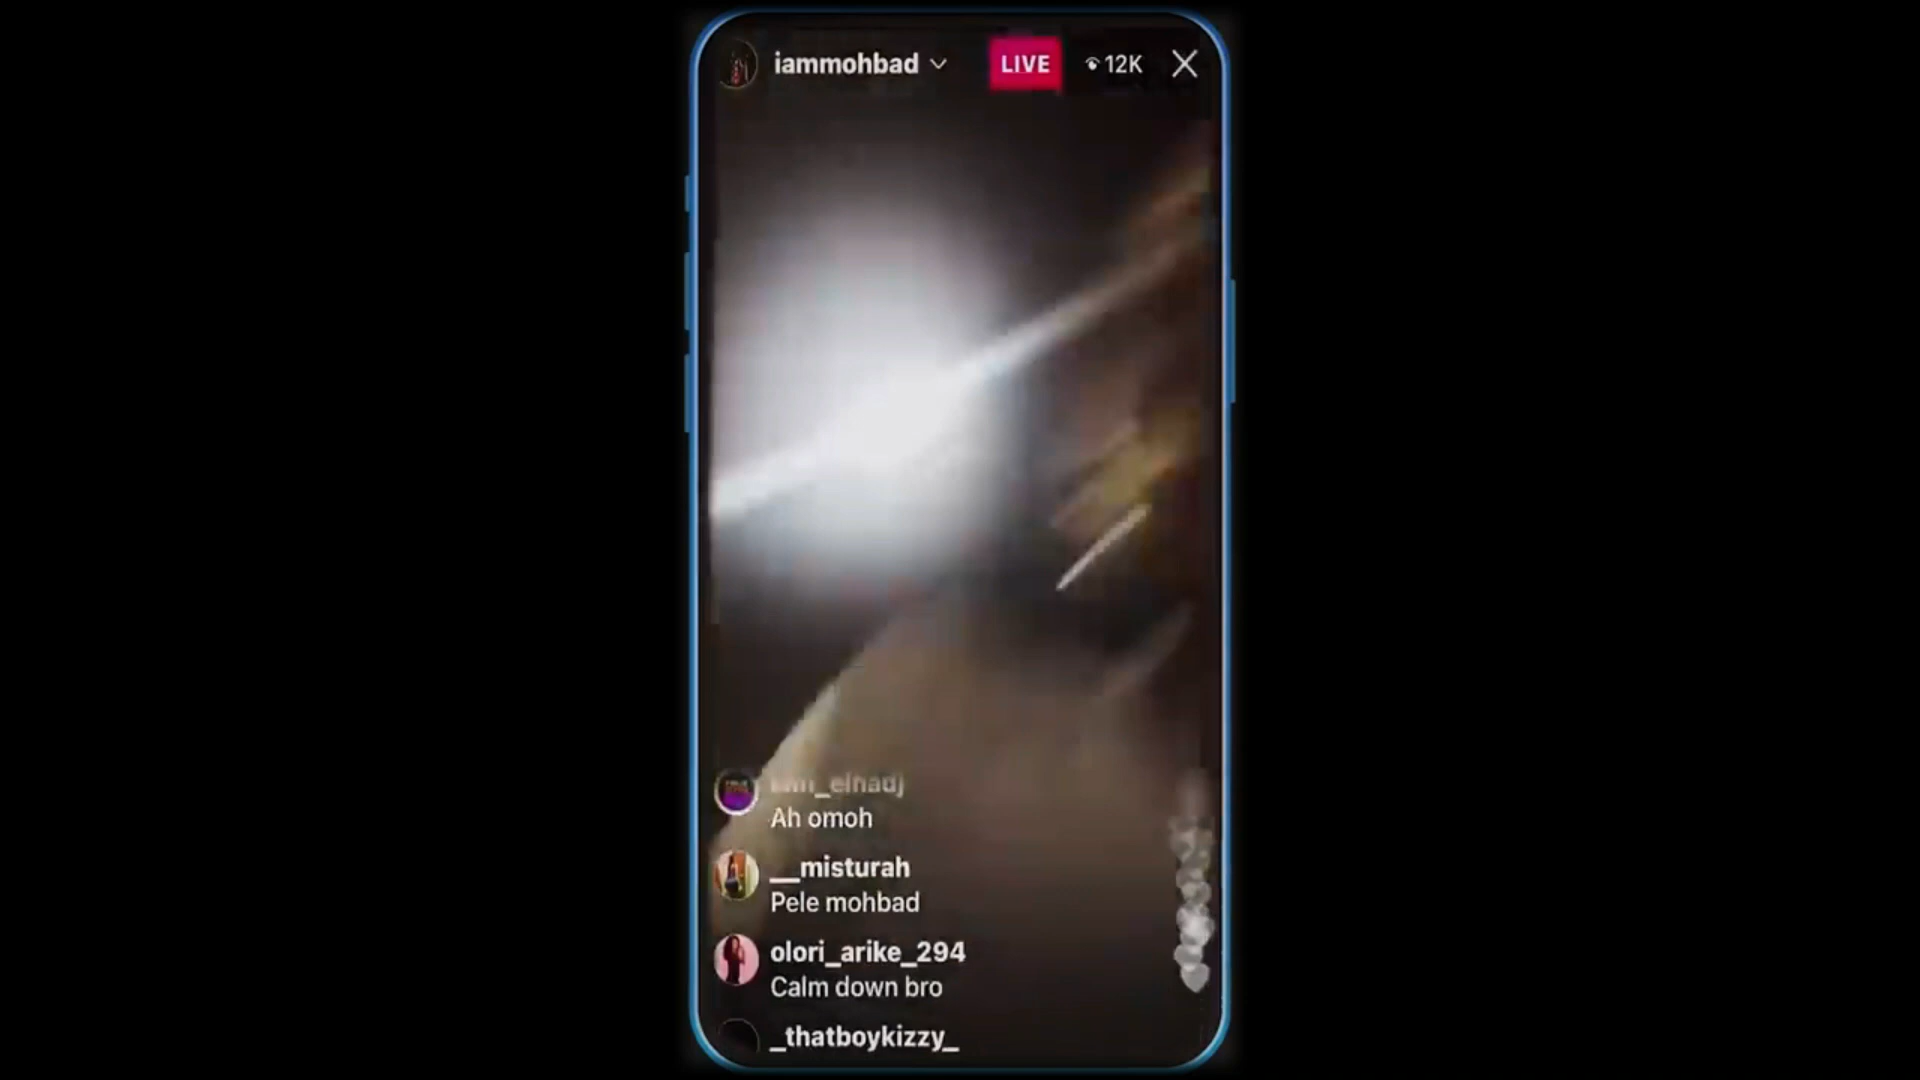 iammohbad
LIVE
12K
Ah omoh
__misturah
Pele mohbad
olori_arike_294
Calm down bro
_thatboykizzy_